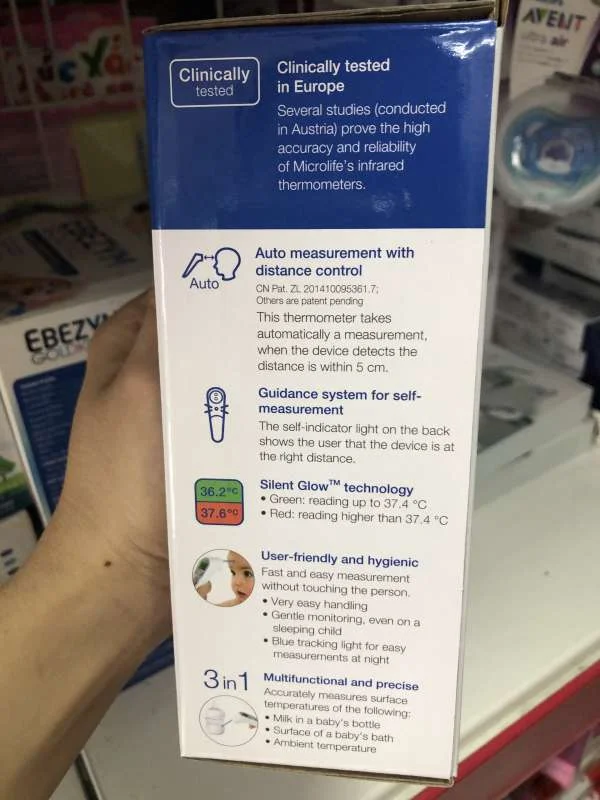 AVENT
air
Clinically
tested
Clinically tested
in Europe
Several studies (conducted
in Austria) prove the high
accuracy and reliability
of Microlife's infrared
thermometers.
Auto
Auto measurement with
distance control
CN Pat. ZL 201410095361.7;
Others are patent pending
This thermometer takes
automatically a measurement,
when the device detects the
distance is within 5 cm.
Guidance system for self-
measurement
The self-indicator light on the back
shows the user that the device is at
the right distance.
36.2°C
37.6°C
Silent Glow™ technology
• Green: reading up to 37.4 °C
• Red: reading higher than 37.4 °C
User-friendly and hygienic
Fast and easy measurement
without touching the person.
• Very easy handling
• Gentle monitoring, even on a
sleeping child
• Blue tracking light for easy
measurements at night
3 in 1
Multifunctional and precise
Accurately measures surface
temperatures of the following:
• Milk in a baby's bottle
• Surface of a baby's bath
• Ambient temperature